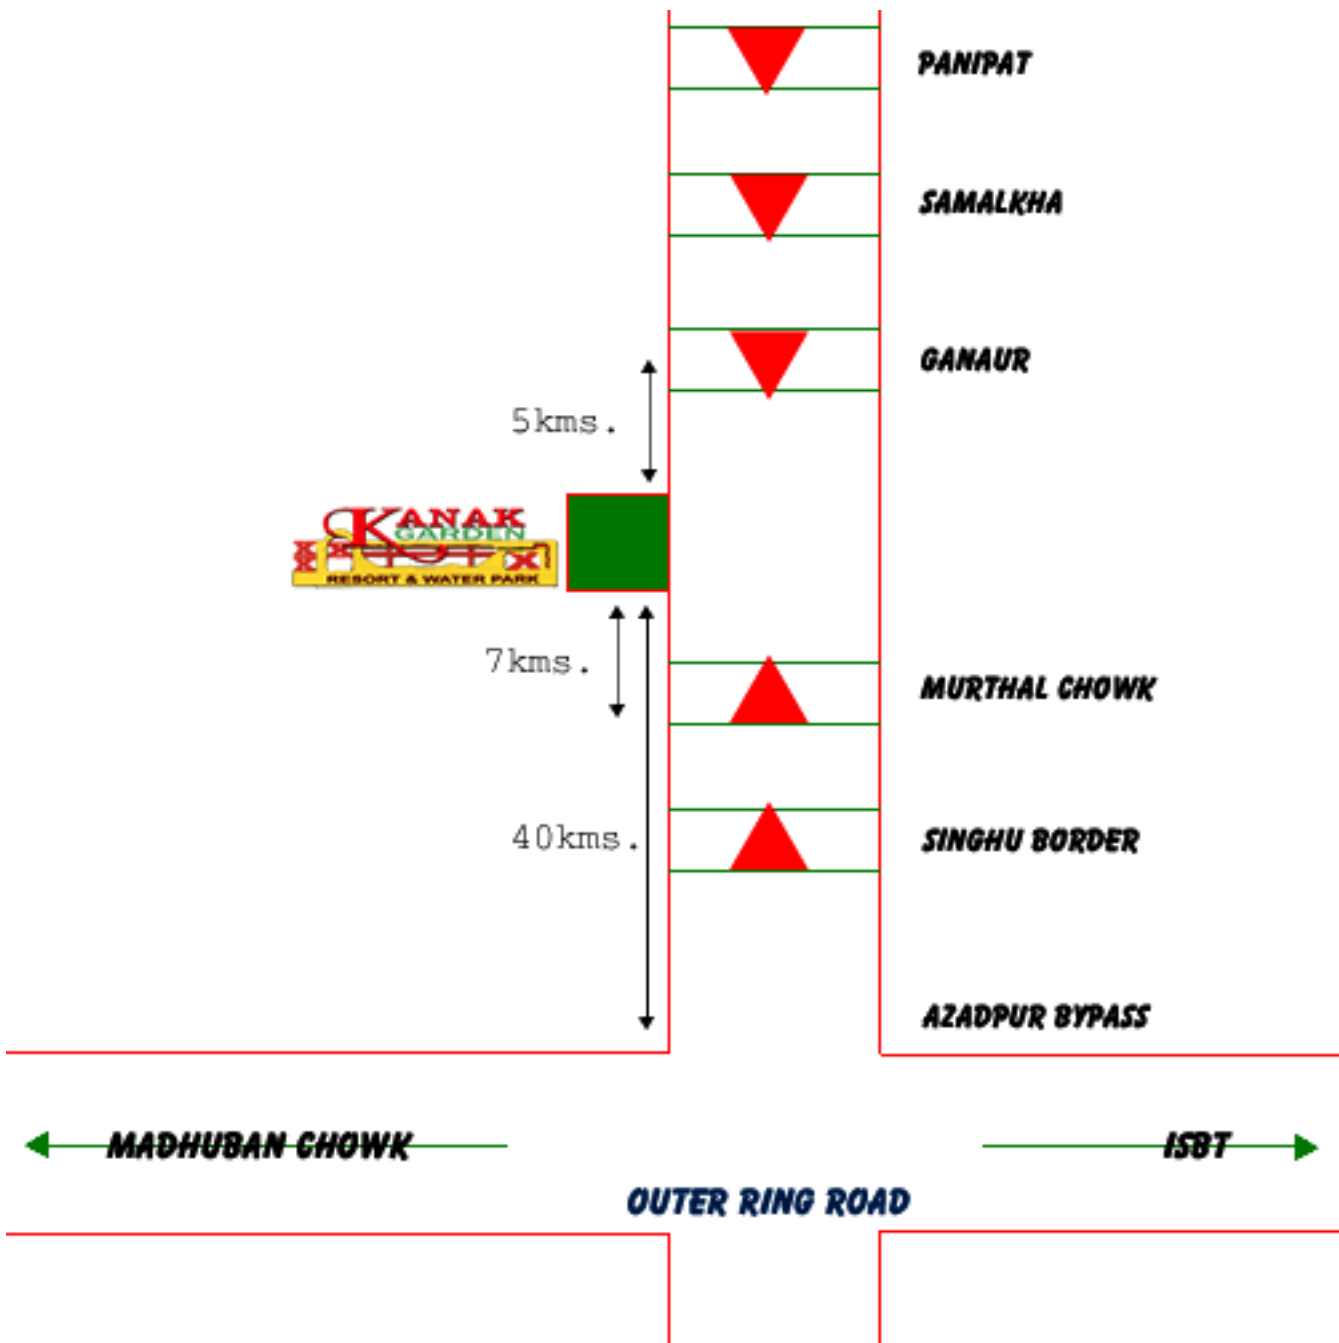 PANIPAT
SAMALKHA
GANAUR
5kms.
KANAK
GARDEN
RESORT & WATER PARK
7kms.
MURTHAL CHOWK
40kms.
SINGHU BORDER
AZADPUR BYPASS
MADHUBAN CHOWK
ISBT
OUTER RING ROAD